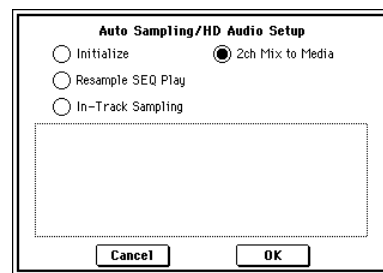 Auto Sampling/HD Audio Setup
Initialize 2ch Mix to Media
Resample SEQ Play
In-Track Sampling
Cancel OK